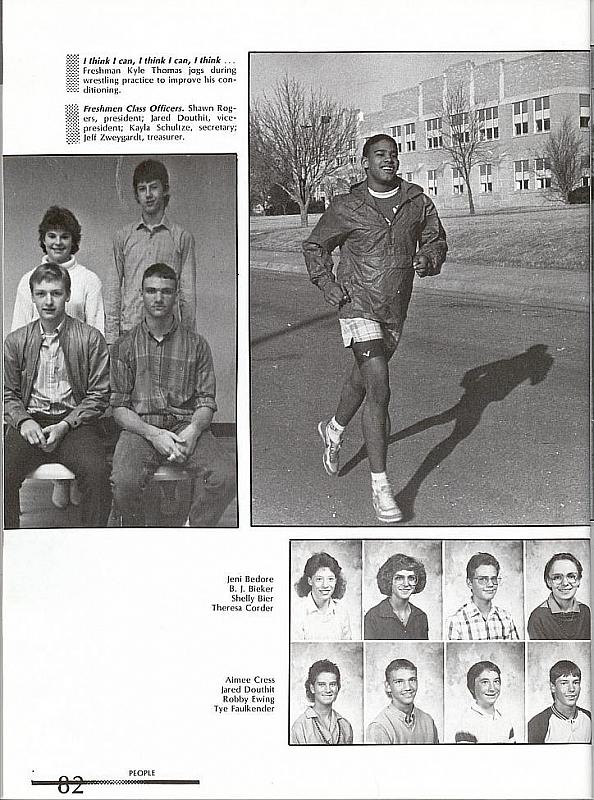 I think I can, I think I can, I think . . .
Freshman Kyle Thomas jogs during
wrestling practice to improve his con-
ditioning.
Freshmen Class Officers. Shawn Rog-
ers, president; Jared Douthit, vice-
president; Kayla Schultze, secretary;
Jeff Zweygardt, treasurer.
Jeni Bedore
B. J. Bieker
Shelly Bier
Theresa Corder
Aimee Cress
Jared Douthit
Robby Ewing
Tye Faulkender
PEOPLE
82